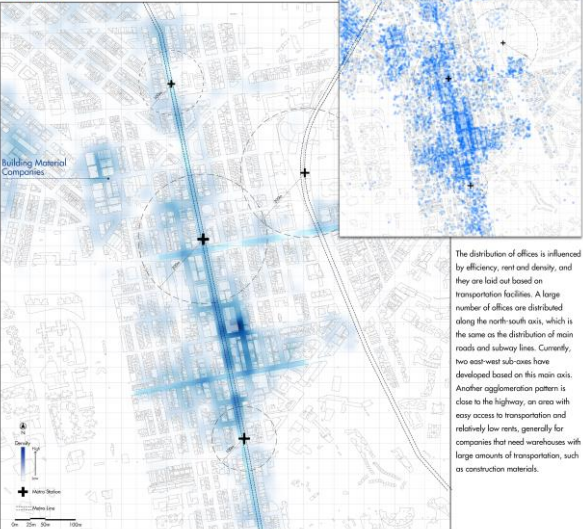 Building Material
Companies
The distribution of offices is influenced
by efficiency, rent and density, and
they are laid out based on
transportation facilities. A large
number of offices are distributed
along the north-south axis, which is
the same as the distribution of main
roads and subway lines. Currently,
two east-west sub-axes have
developed based on this main axis.
Another agglomeration pattern is
close to the highway, an area with
easy access to transportation and
relatively low rents, generally for
companies that need warehouses with
large amounts of transportation, such
as construction materials.
Density
High
Low
Metro Station
Metro Line
0m 25m 50m 100m